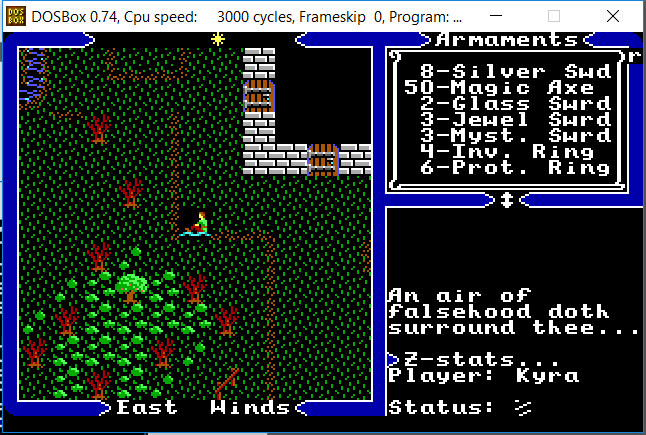 DOSBox 0.74, Cpu speed: 3000 cycles, Frameskip 0, Program: ...
Armaments
8-Silver Swd
50-Magic Axe
2-Glass Swrd
3-Jewel Swrd
3-Myst. Swrd
4-Inv. Ring
6-Prot. Ring
An air of
falsehood doth
surround thee...
Z-stats...
Player: Kyra
Status:
East Winds